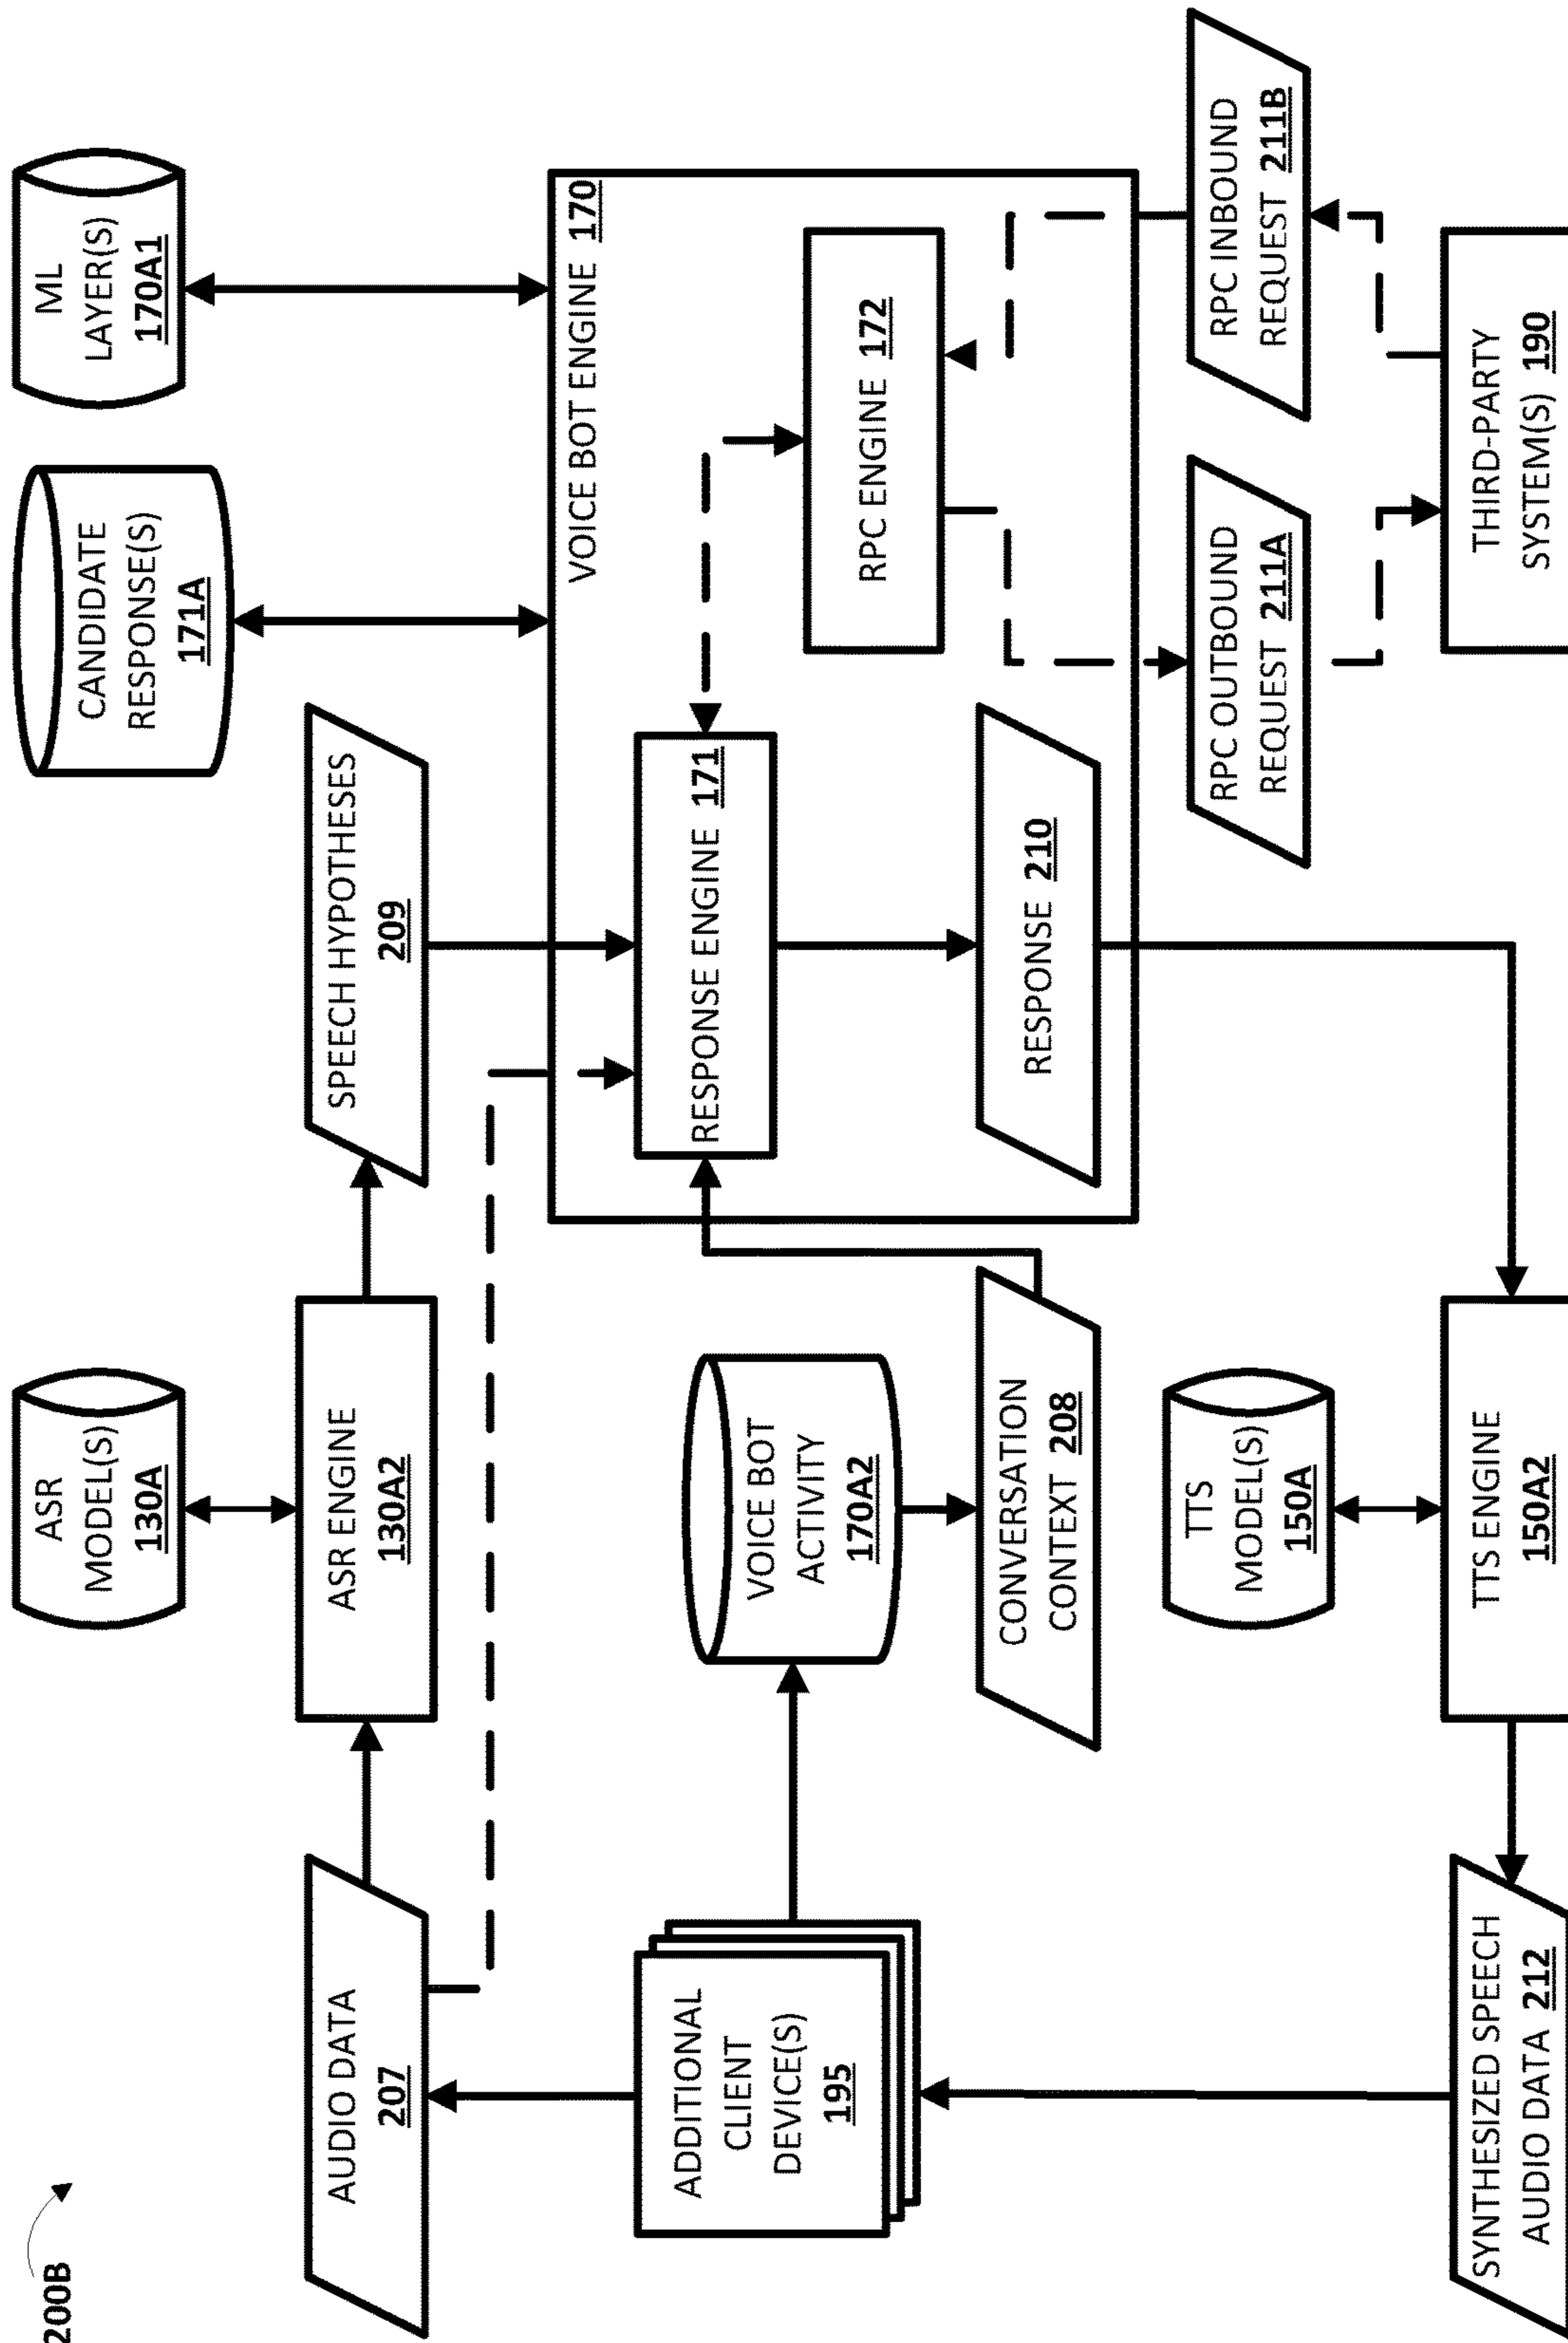 200B
ASR
MODEL(S)
130A
CANDIDATE
RESPONSE(S)
171A
ML
LAYER(S)
170A1
AUDIO DATA
207
ASR ENGINE
130A2
SPEECH HYPOTHESES
209
VOICE BOT ENGINE 170
ADDITIONAL
CLIENT
DEVICE(S)
195
VOICE BOT
ACTIVITY
170A2
RESPONSE ENGINE 171
RPC ENGINE 172
CONVERSATION
CONTEXT 208
RESPONSE 210
TTS
MODEL(S)
150A
RPC OUTBOUND
REQUEST 211A
RPC INBOUND
REQUEST 211B
SYNTHESIZED SPEECH
AUDIO DATA 212
TTS ENGINE
150A2
THIRD-PARTY
SYSTEM(S) 190